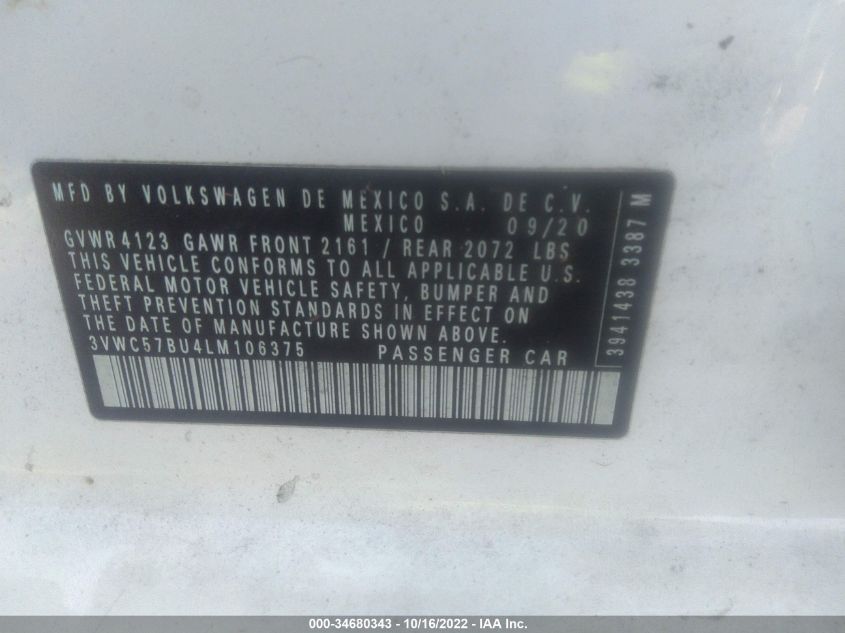 MFD BY VOLKSWAGEN DE MEXICO S.A. DE C.V.
MEXICO 09/20
GVWR 4123 GAWR FRONT 2161 / REAR 2072 LBS
THIS VEHICLE CONFORMS TO ALL APPLICABLE U.S.
FEDERAL MOTOR VEHICLE SAFETY, BUMPER AND
THEFT PREVENTION STANDARDS IN EFFECT ON
THE DATE OF MANUFACTURE SHOWN ABOVE.
3VWC57BU4LM106375 PASSENGER CAR
3941438 3387 M
000-34680343 - 10/16/2022 - IAA Inc.